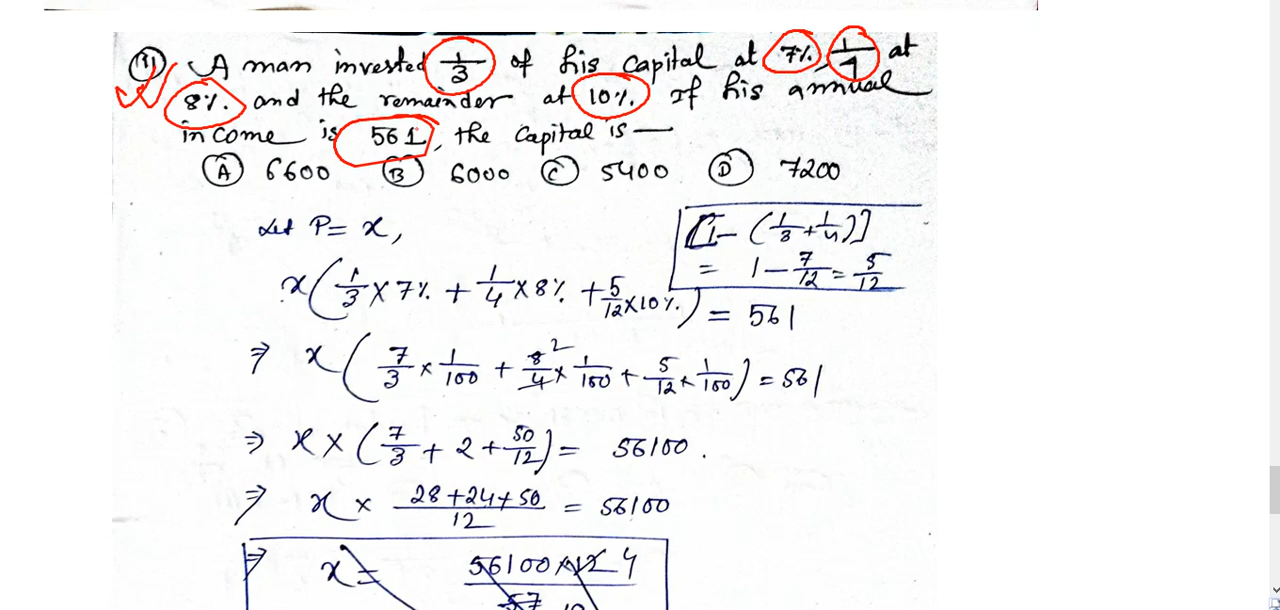 (31) A man invested 1/3 of his capital at 7%, 1/4 at
8%. and the remainder at 10%. If his annual
income is 561, the capital is —
(A) 6600 (B) 6000 (C) 5400 (D) 7200
Let P = x,
[1 - (1/3 + 1/4)]
= 1 - 7/12 = 5/12
x(1/3 × 7% + 1/4 × 8% + 5/12 × 10%) = 561
⇒ x(7/3 × 1/100 + 8/4 2 × 1/100 + 5/12 × 1/100) = 561
⇒ x × (7/3 + 2 + 50/12) = 56100.
⇒ x × 28+24+50/12 = 56100
⇒ x = 56100×12 4